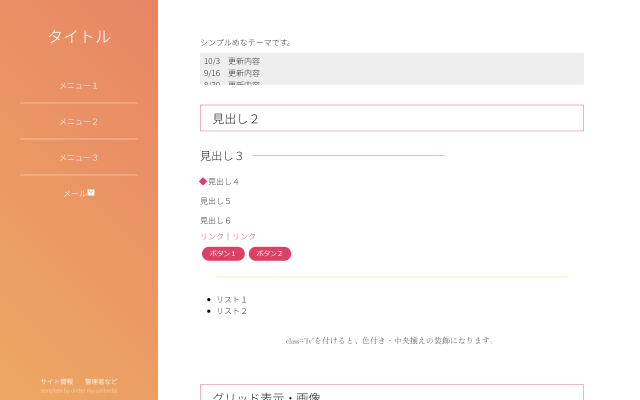 タイトル
メニュー１
メニュー２
メニュー３
メール
サイト情報 管理者など
template by under my umbrella
シンプルめなテーマです。
10/3 更新内容
9/16 更新内容
8/30 更新内容
見出し２
見出し３
見出し４
見出し５
見出し６
リンク | リンク
ボタン１ ボタン２
リスト１
リスト２
class="fv"を付けると、色付き・中央揃えの装飾になります。
グリッド表示・画像